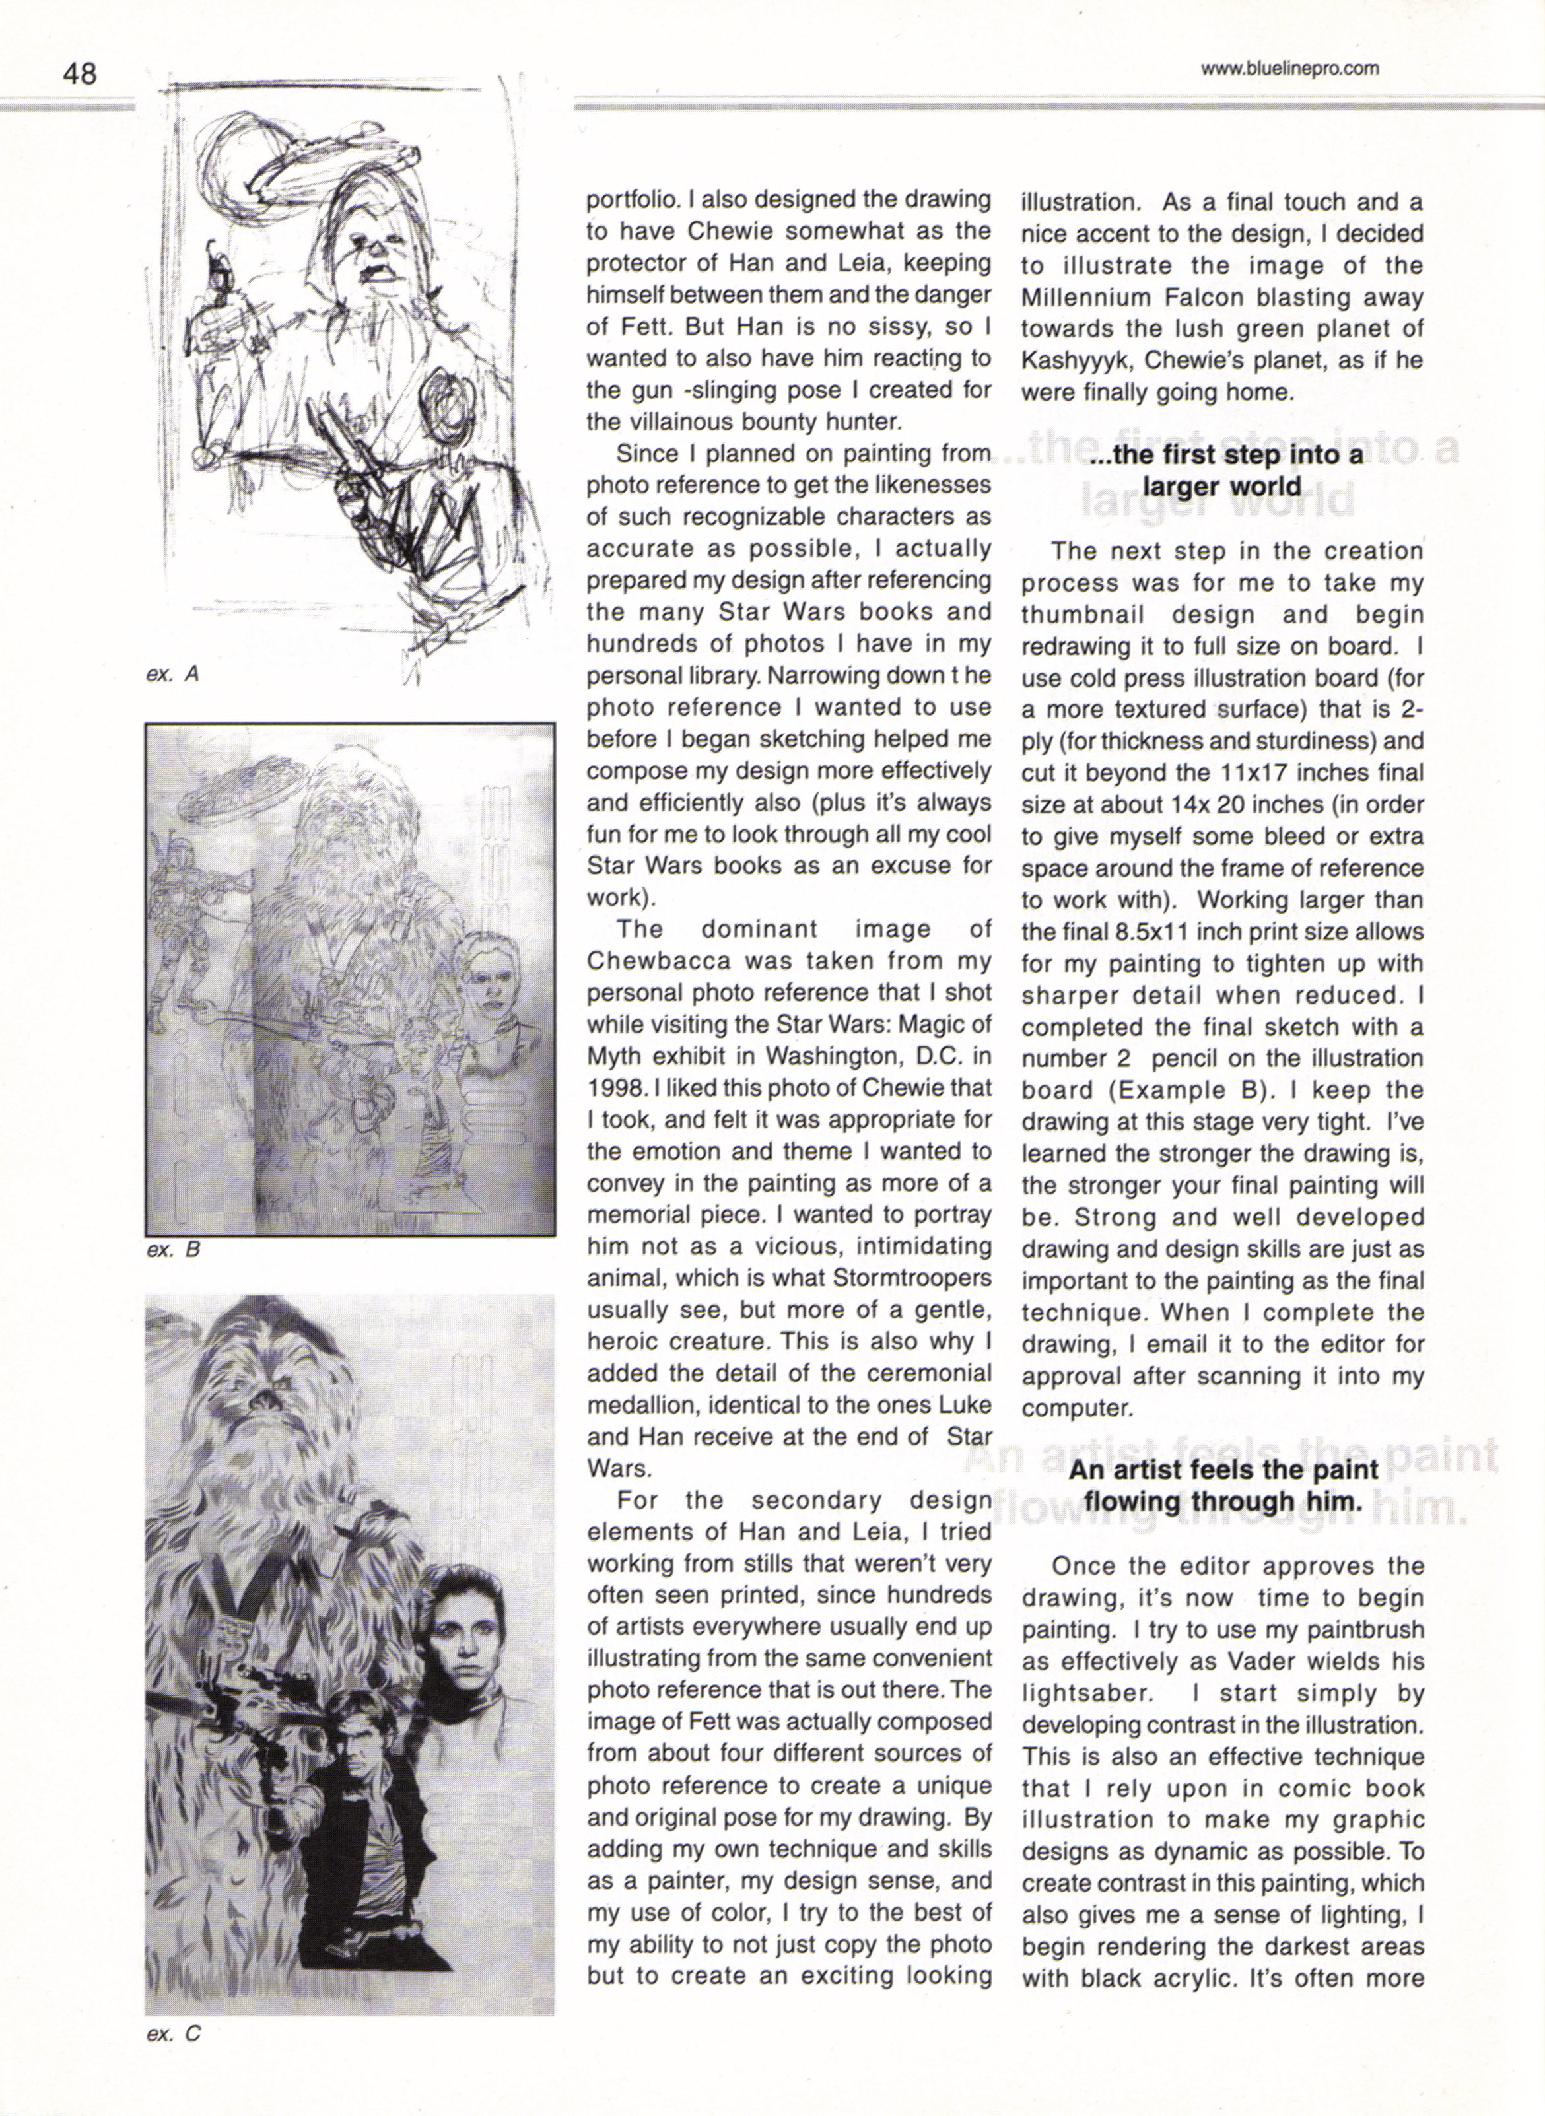 48
www.bluelinepro.com
ex. A
ex. B
ex. C
portfolio. I also designed the drawing
to have Chewie somewhat as the
protector of Han and Leia, keeping
himself between them and the danger
of Fett. But Han is no sissy, so I
wanted to also have him reacting to
the gun -slinging pose I created for
the villainous bounty hunter.
Since I planned on painting from
photo reference to get the likenesses
of such recognizable characters as
accurate as possible, I actually
prepared my design after referencing
the many Star Wars books and
hundreds of photos I have in my
personal library. Narrowing down t he
photo reference I wanted to use
before I began sketching helped me
compose my design more effectively
and efficiently also (plus it's always
fun for me to look through all my cool
Star Wars books as an excuse for
work).
The dominant image of
Chewbacca was taken from my
personal photo reference that I shot
while visiting the Star Wars: Magic of
Myth exhibit in Washington, D.C. in
1998. I liked this photo of Chewie that
I took, and felt it was appropriate for
the emotion and theme I wanted to
convey in the painting as more of a
memorial piece. I wanted to portray
him not as a vicious, intimidating
animal, which is what Stormtroopers
usually see, but more of a gentle,
heroic creature. This is also why I
added the detail of the ceremonial
medallion, identical to the ones Luke
and Han receive at the end of Star
Wars.
For the secondary design
elements of Han and Leia, I tried
working from stills that weren't very
often seen printed, since hundreds
of artists everywhere usually end up
illustrating from the same convenient
photo reference that is out there. The
image of Fett was actually composed
from about four different sources of
photo reference to create a unique
and original pose for my drawing. By
adding my own technique and skills
as a painter, my design sense, and
my use of color, I try to the best of
my ability to not just copy the photo
but to create an exciting looking
illustration. As a final touch and a
nice accent to the design, I decided
to illustrate the image of the
Millennium Falcon blasting away
towards the lush green planet of
Kashyyyk, Chewie's planet, as if he
were finally going home.
...the first step into a
larger world
The next step in the creation
process was for me to take my
thumbnail design and begin
redrawing it to full size on board. I
use cold press illustration board (for
a more textured surface) that is 2-
ply (for thickness and sturdiness) and
cut it beyond the 11x17 inches final
size at about 14x 20 inches (in order
to give myself some bleed or extra
space around the frame of reference
to work with). Working larger than
the final 8.5x11 inch print size allows
for my painting to tighten up with
sharper detail when reduced. I
completed the final sketch with a
number 2 pencil on the illustration
board (Example B). I keep the
drawing at this stage very tight. I've
learned the stronger the drawing is,
the stronger your final painting will
be. Strong and well developed
drawing and design skills are just as
important to the painting as the final
technique. When I complete the
drawing, I email it to the editor for
approval after scanning it into my
computer.
An artist feels the paint
flowing through him.
Once the editor approves the
drawing, it's now time to begin
painting. I try to use my paintbrush
as effectively as Vader wields his
lightsaber. I start simply by
developing contrast in the illustration.
This is also an effective technique
that I rely upon in comic book
illustration to make my graphic
designs as dynamic as possible. To
create contrast in this painting, which
also gives me a sense of lighting, I
begin rendering the darkest areas
with black acrylic. It's often more